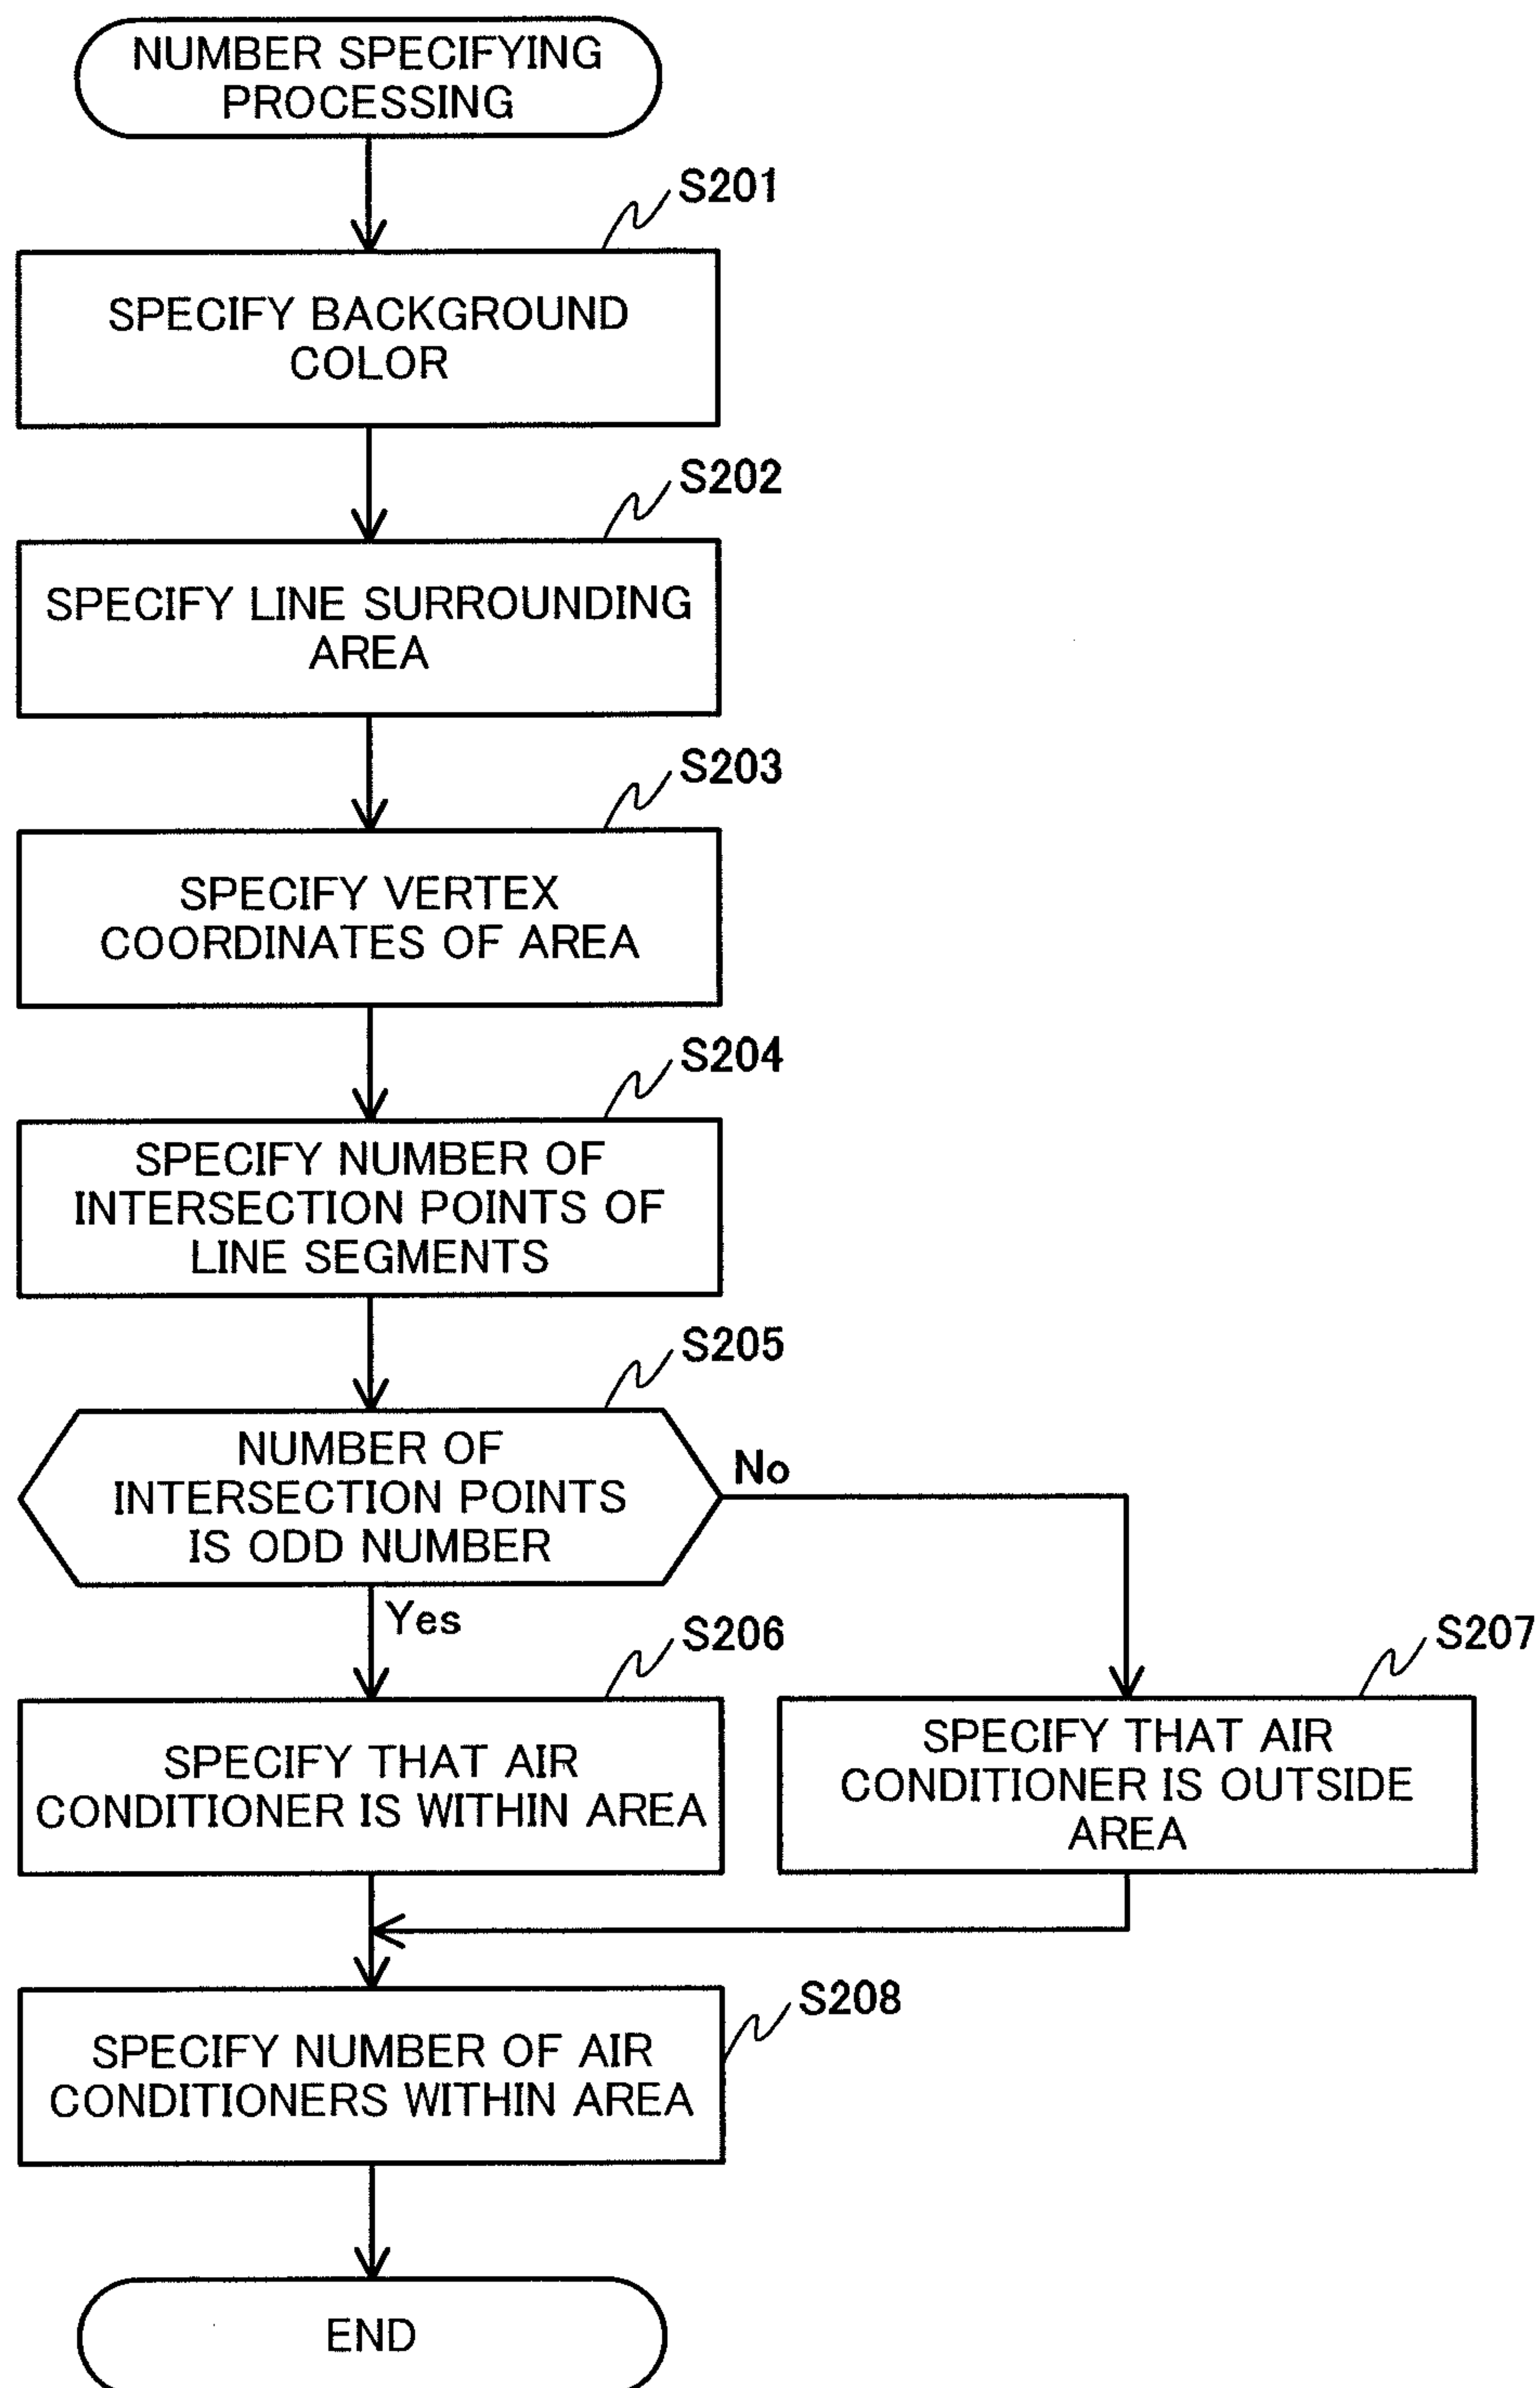 NUMBER SPECIFYING
PROCESSING
S201
SPECIFY BACKGROUND
COLOR
S202
SPECIFY LINE SURROUNDING
AREA
S203
SPECIFY VERTEX
COORDINATES OF AREA
S204
SPECIFY NUMBER OF
INTERSECTION POINTS OF
LINE SEGMENTS
S205
NUMBER OF
INTERSECTION POINTS
IS ODD NUMBER
No
Yes
S206
SPECIFY THAT AIR
CONDITIONER IS WITHIN AREA
S207
SPECIFY THAT AIR
CONDITIONER IS OUTSIDE
AREA
S208
SPECIFY NUMBER OF AIR
CONDITIONERS WITHIN AREA
END